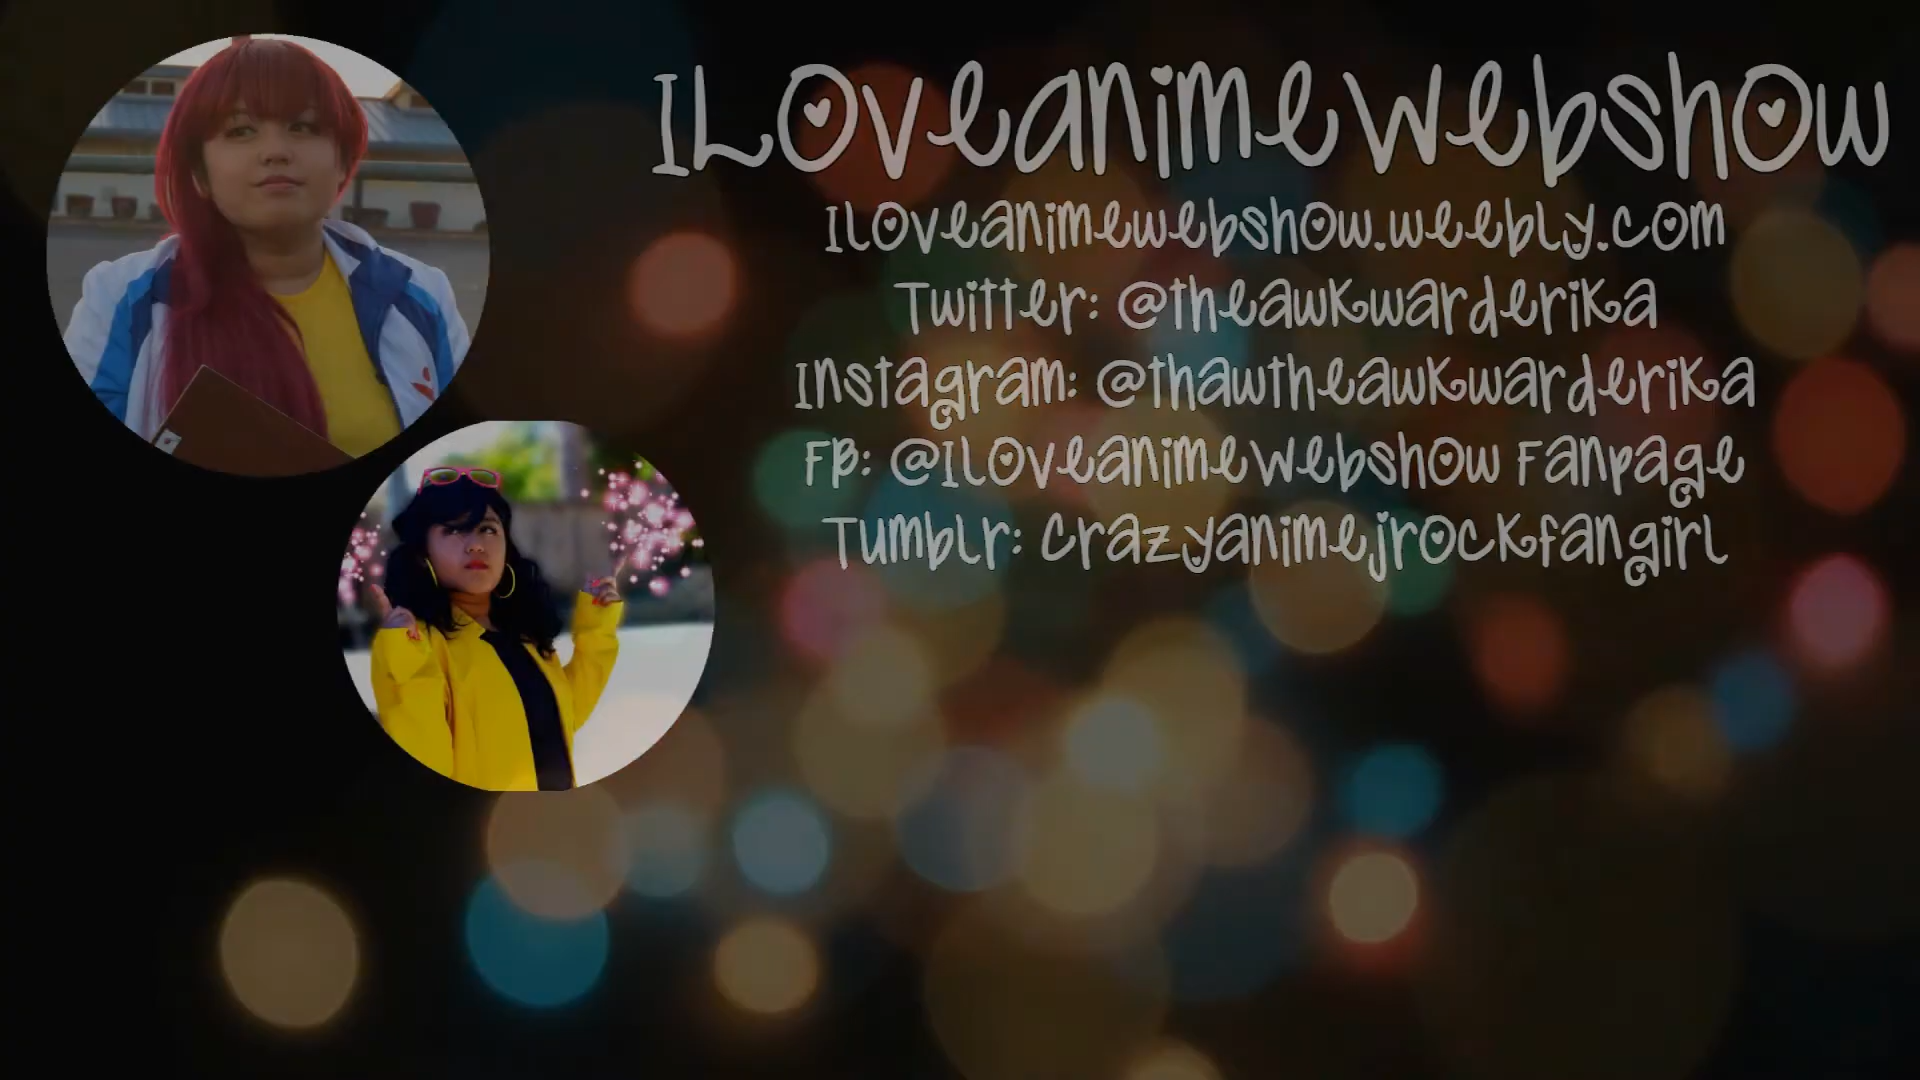 ILoveanimewebshow
Iloveanimewebshow.weebly.com
Twitter: @theawkwarderika
Instagram: @thawtheawkwarderika
FB: @ILoveanimewebshow Fanpage
Tumblr: crazyanimejrockfangirl